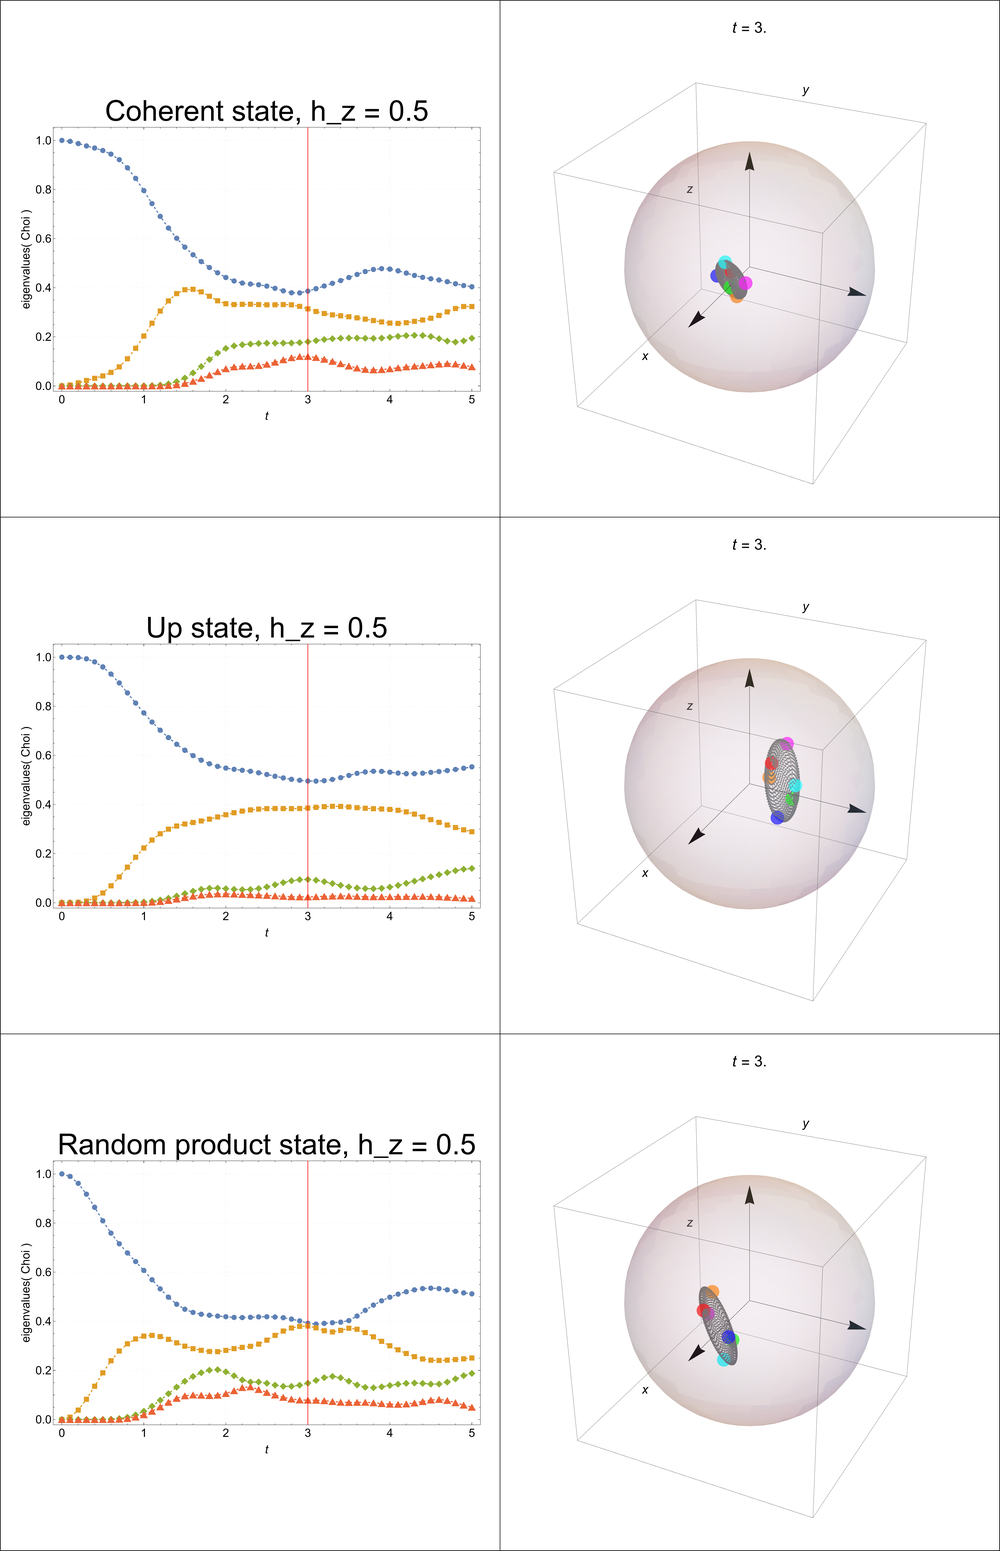 t = 3.
Coherent state, h_z = 0.5
eigenvalues( Choi )
1.0
0.8
0.6
0.4
0.2
0.0
0 1 2 3 4 5
t
y
z
x
t = 3.
Up state, h_z = 0.5
eigenvalues( Choi )
1.0
0.8
0.6
0.4
0.2
0.0
0 1 2 3 4 5
t
y
z
x
t = 3.
Random product state, h_z = 0.5
eigenvalues( Choi )
1.0
0.8
0.6
0.4
0.2
0.0
0 1 2 3 4 5
t
y
z
x